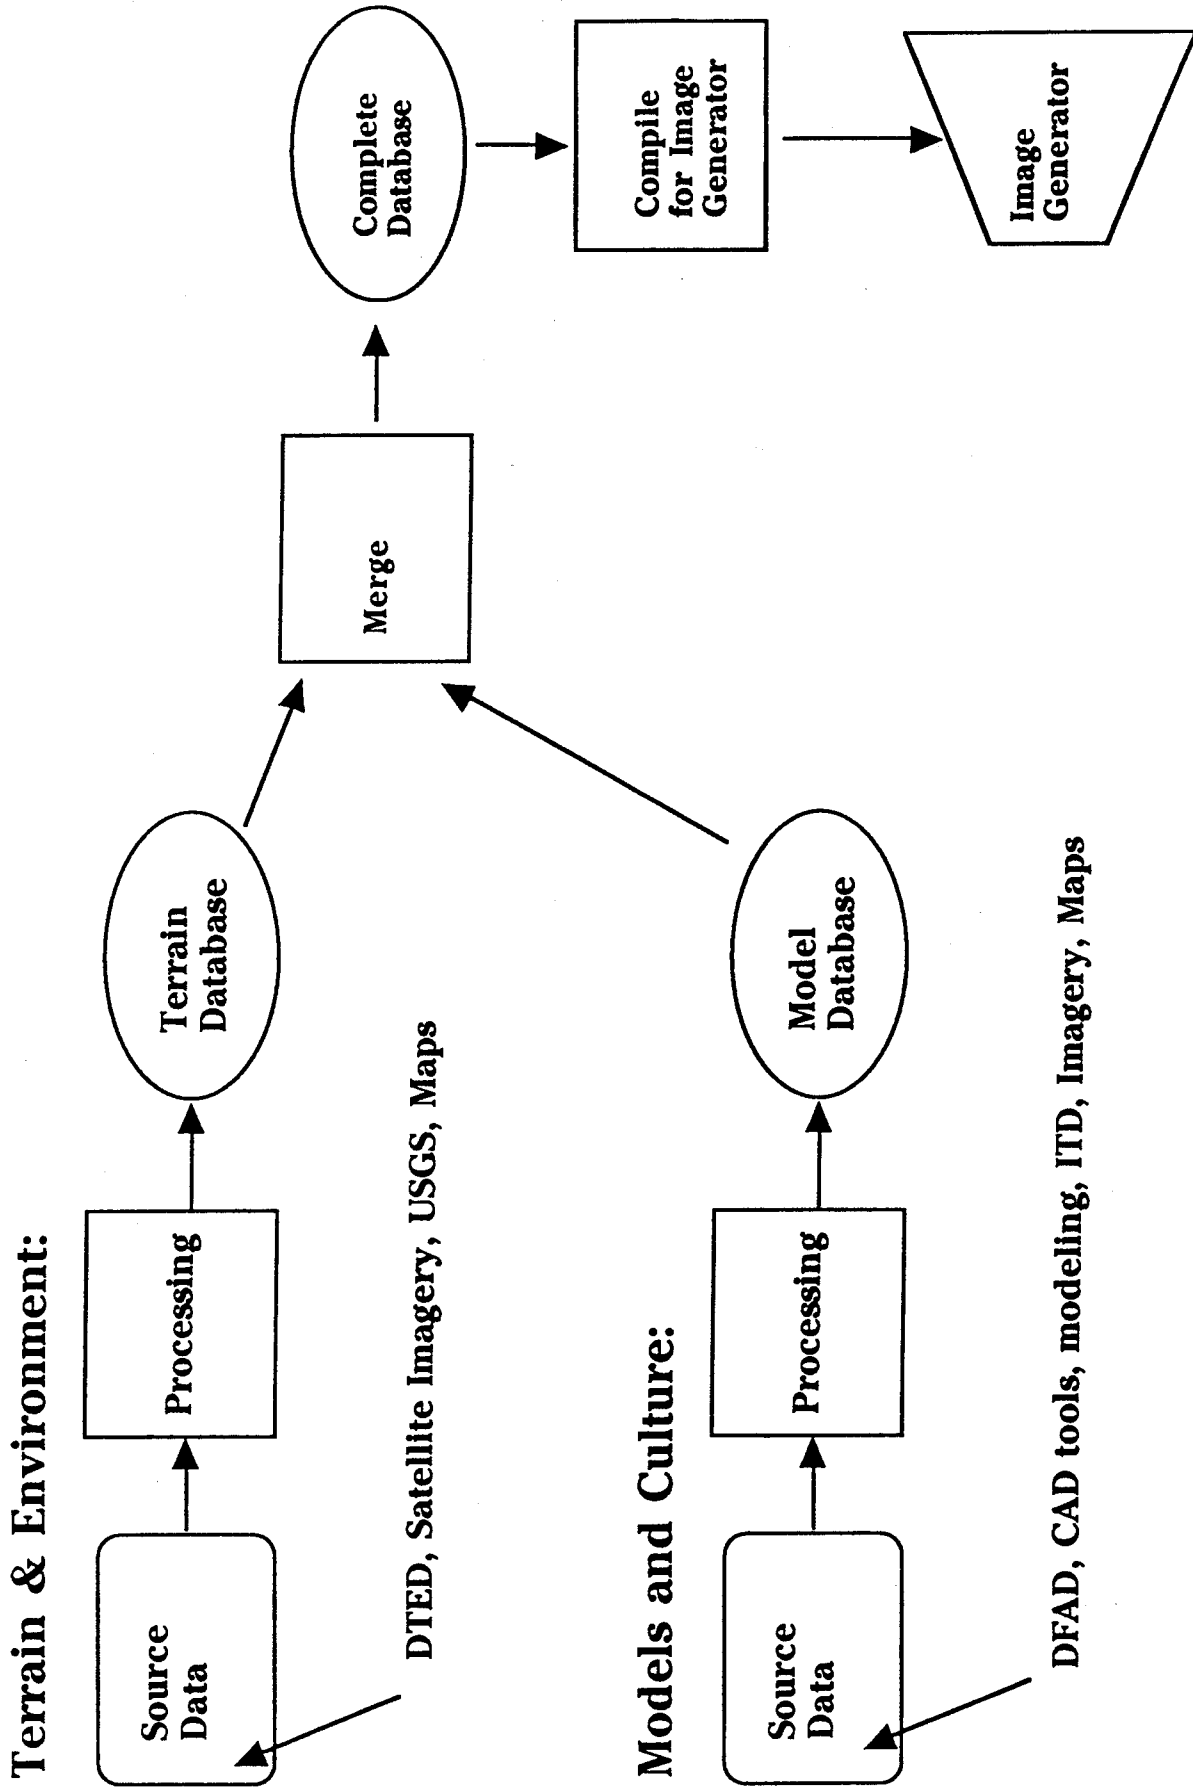 Terrain & Environment:
Source
Data
Processing
Terrain
Database
DTED, Satellite Imagery, USGS, Maps
Merge
Complete
Database
Compile
for Image
Generator
Image
Generator
Models and Culture:
Source
Data
Processing
Model
Database
DFAD, CAD tools, modeling, ITD, Imagery, Maps